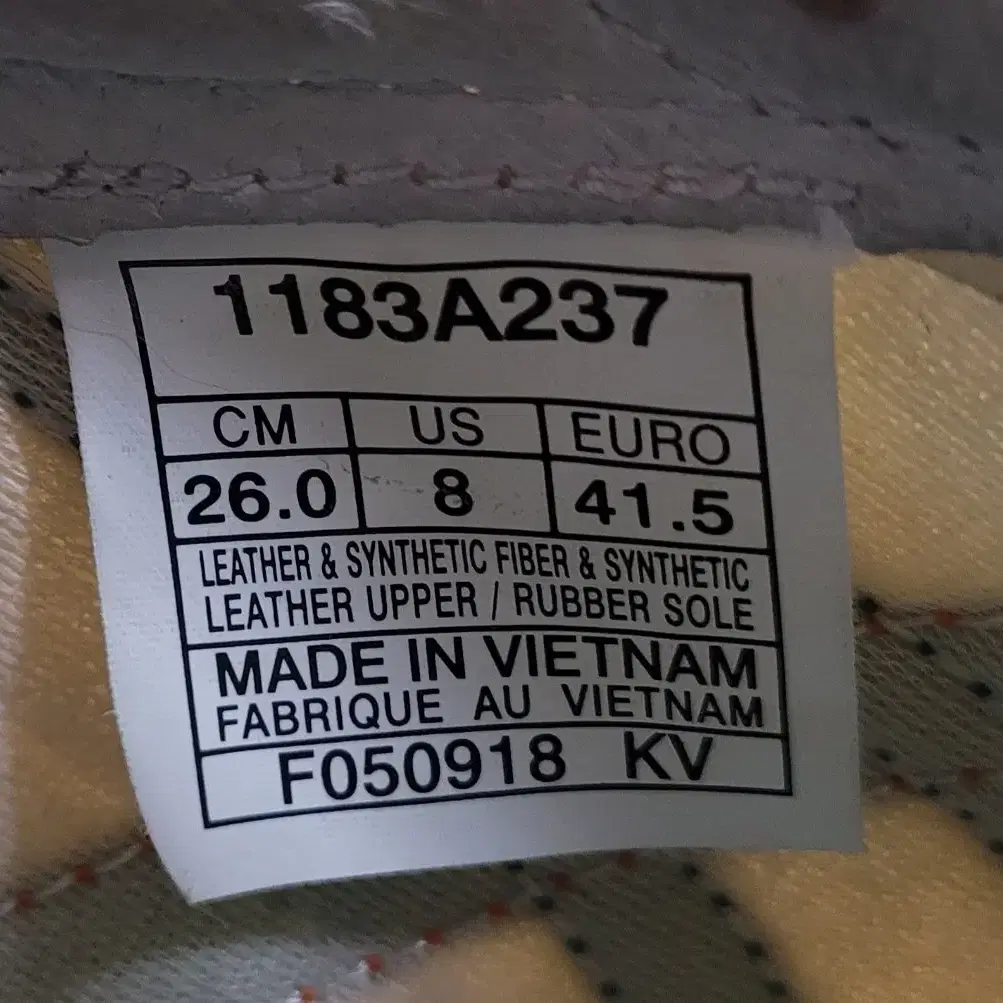 1183A237
CM US EURO
26.0 8 41.5
LEATHER & SYNTHETIC FIBER & SYNTHETIC
LEATHER UPPER / RUBBER SOLE
MADE IN VIETNAM
FABRIQUE AU VIETNAM
F050918 KV